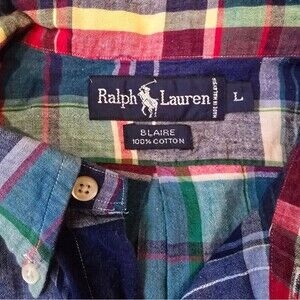 Ralph Lauren
L
MADE IN MALAYSIA
BLAIRE
100% COTTON